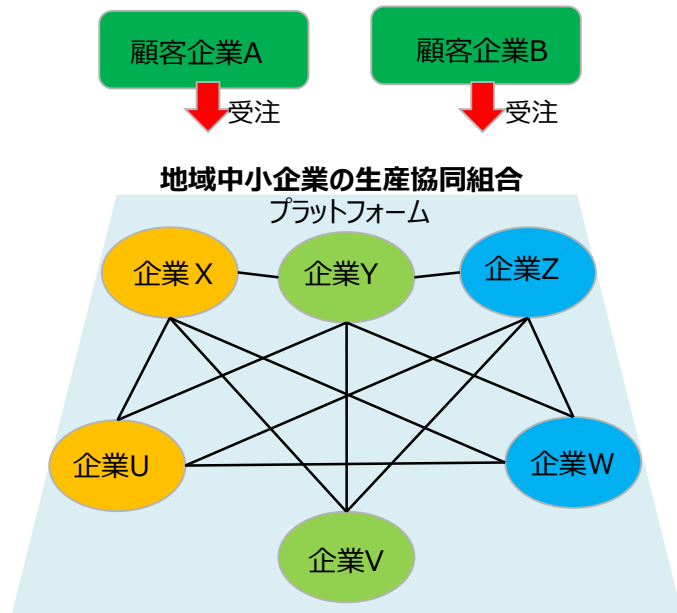 顧客企業A
顧客企業B
受注
受注
地域中小企業の生産協同組合
プラットフォーム
企業X
企業Y
企業Z
企業U
企業W
企業V